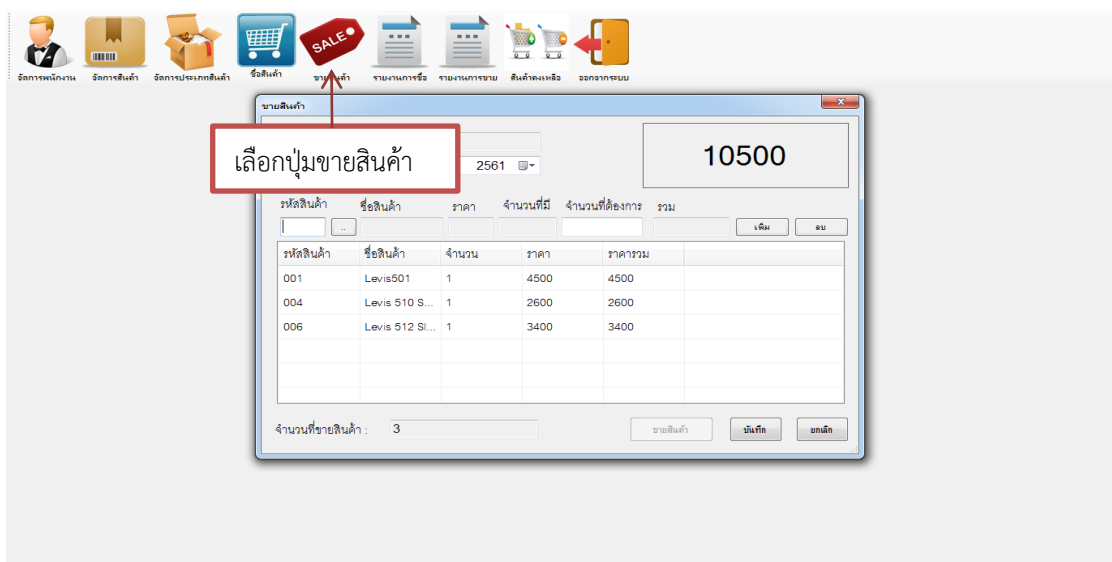 SALE
จัดการพนักงาน จัดการสินค้า จัดการประเภทสินค้า ซื้อสินค้า ขายสินค้า รายงานการซื้อ รายงานการขาย สินค้าคงเหลือ ออกจากระบบ
ขายสินค้า
เลือกปุ่มขายสินค้า
2561
10500
รหัสสินค้า ชื่อสินค้า ราคา จำนวนที่มี จำนวนที่ต้องการ รวม
.. เพิ่ม ลบ
รหัสสินค้า ชื่อสินค้า จำนวน ราคา ราคารวม
001 Levis501 1 4500 4500
004 Levis 510 S... 1 2600 2600
006 Levis 512 Sl... 1 3400 3400
จำนวนที่ขายสินค้า : 3 ขายสินค้า บันทึก ยกเลิก